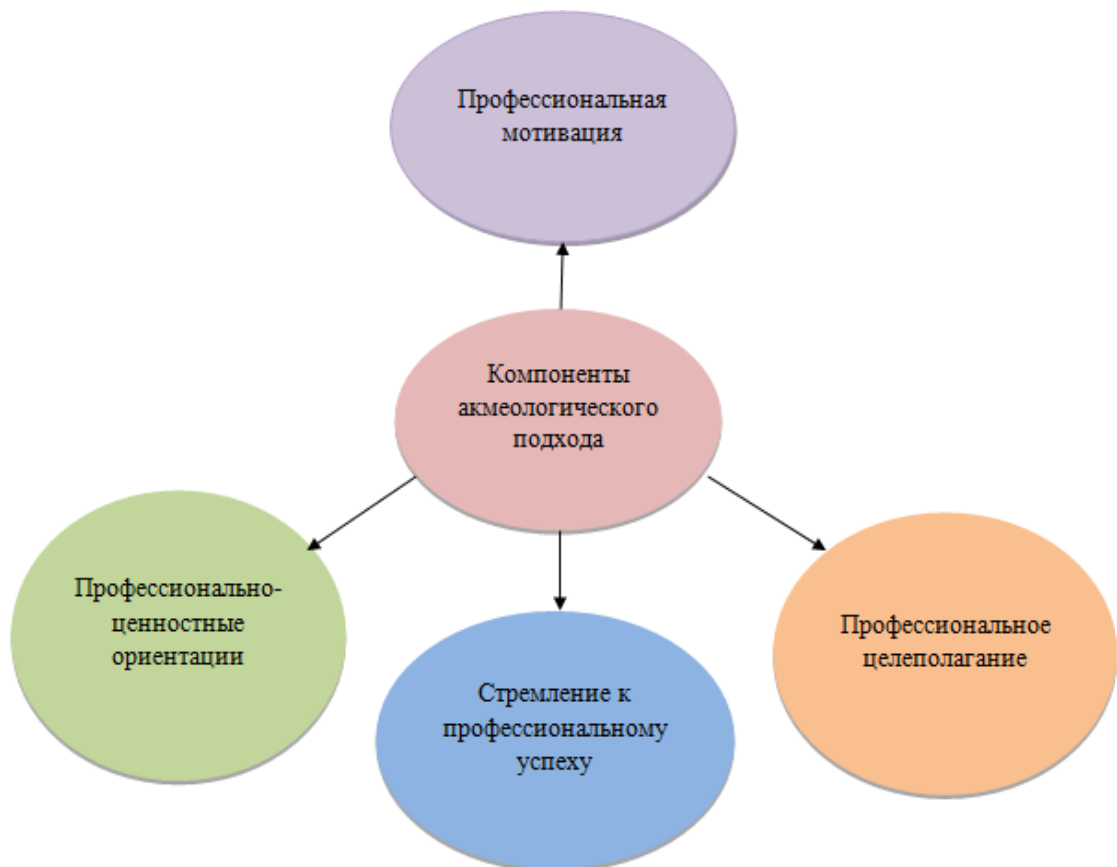 Профессиональная
мотивация
Компоненты
акмеологического
подхода
Профессионально-
ценностные
ориентации
Стремление к
профессиональному
успеху
Профессиональное
целеполагание